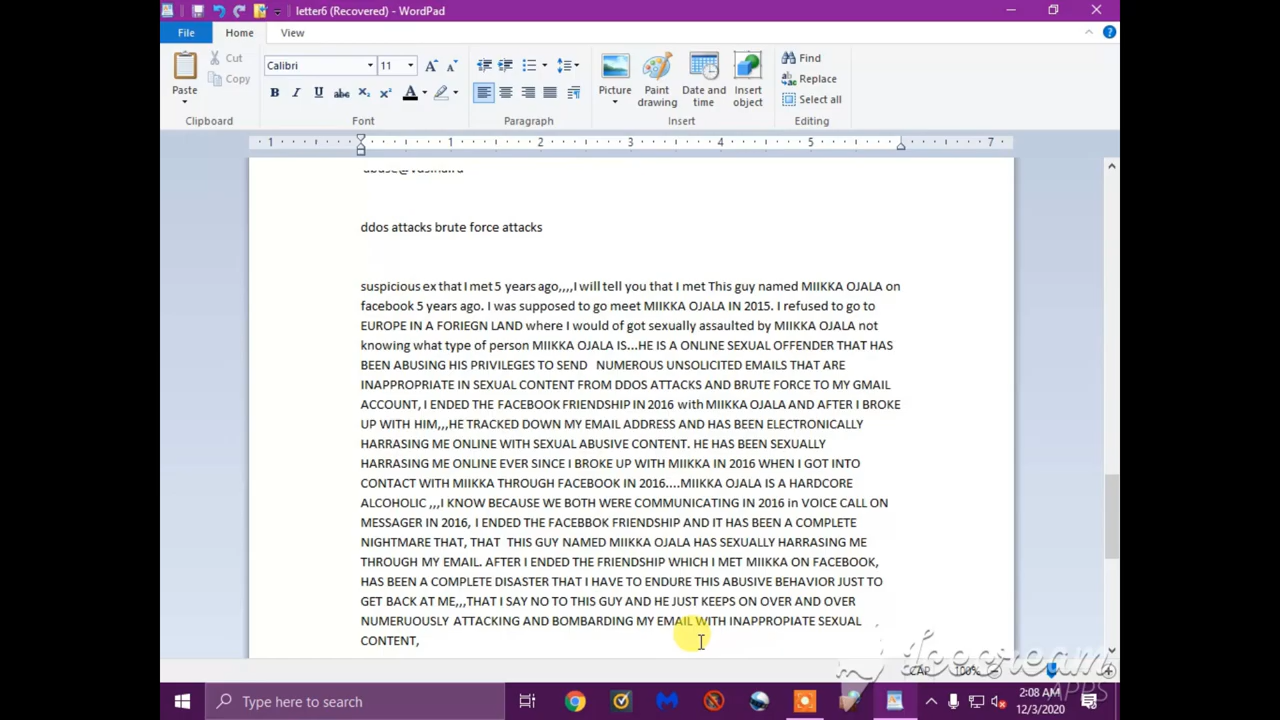 letter6 (Recovered) - WordPad
File Home View
Cut
Copy
Paste
Clipboard
Calibri 11
Font
Paragraph
Picture
Paint drawing
Date and time
Insert object
Insert
Find
Replace
Select all
Editing
1 1 2 3 4 5 7
ddos attacks brute force attacks
suspicious ex that I met 5 years ago,,,,I will tell you that I met This guy named MIIKKA OJALA on
facebook 5 years ago. I was supposed to go meet MIIKKA OJALA IN 2015. I refused to go to
EUROPE IN A FORIEGN LAND where I would of got sexually assaulted by MIIKKA OJALA not
knowing what type of person MIIKKA OJALA IS...HE IS A ONLINE SEXUAL OFFENDER THAT HAS
BEEN ABUSING HIS PRIVILEGES TO SEND NUMEROUS UNSOLICITED EMAILS THAT ARE
INAPPROPRIATE IN SEXUAL CONTENT FROM DDOS ATTACKS AND BRUTE FORCE TO MY GMAIL
ACCOUNT, I ENDED THE FACEBOOK FRIENDSHIP IN 2016 with MIIKKA OJALA AND AFTER I BROKE
UP WITH HIM,,,HE TRACKED DOWN MY EMAIL ADDRESS AND HAS BEEN ELECTRONICALLY
HARRASING ME ONLINE WITH SEXUAL ABUSIVE CONTENT. HE HAS BEEN SEXUALLY
HARRASING ME ONLINE EVER SINCE I BROKE UP WITH MIIKKA IN 2016 WHEN I GOT INTO
CONTACT WITH MIIKKA THROUGH FACEBOOK IN 2016....MIIKKA OJALA IS A HARDCORE
ALCOHOLIC ,,,I KNOW BECAUSE WE BOTH WERE COMMUNICATING IN 2016 in VOICE CALL ON
MESSAGER IN 2016, I ENDED THE FACEBBOK FRIENDSHIP AND IT HAS BEEN A COMPLETE
NIGHTMARE THAT, THAT THIS GUY NAMED MIIKKA OJALA HAS SEXUALLY HARRASING ME
THROUGH MY EMAIL. AFTER I ENDED THE FRIENDSHIP WHICH I MET MIIKKA ON FACEBOOK,
HAS BEEN A COMPLETE DISASTER THAT I HAVE TO ENDURE THIS ABUSIVE BEHAVIOR JUST TO
GET BACK AT ME,,,THAT I SAY NO TO THIS GUY AND HE JUST KEEPS ON OVER AND OVER
NUMERUOUSLY ATTACKING AND BOMBARDING MY EMAIL WITH INAPPROPIATE SEXUAL
CONTENT,
CAP 100%
icecream
APPS
Type here to search
2:08 AM
12/3/2020